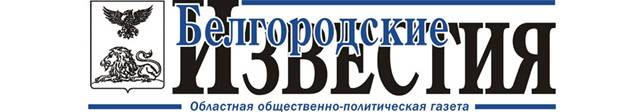 Белгородские
ИЗВЕСТИЯ
Областная общественно-политическая газета